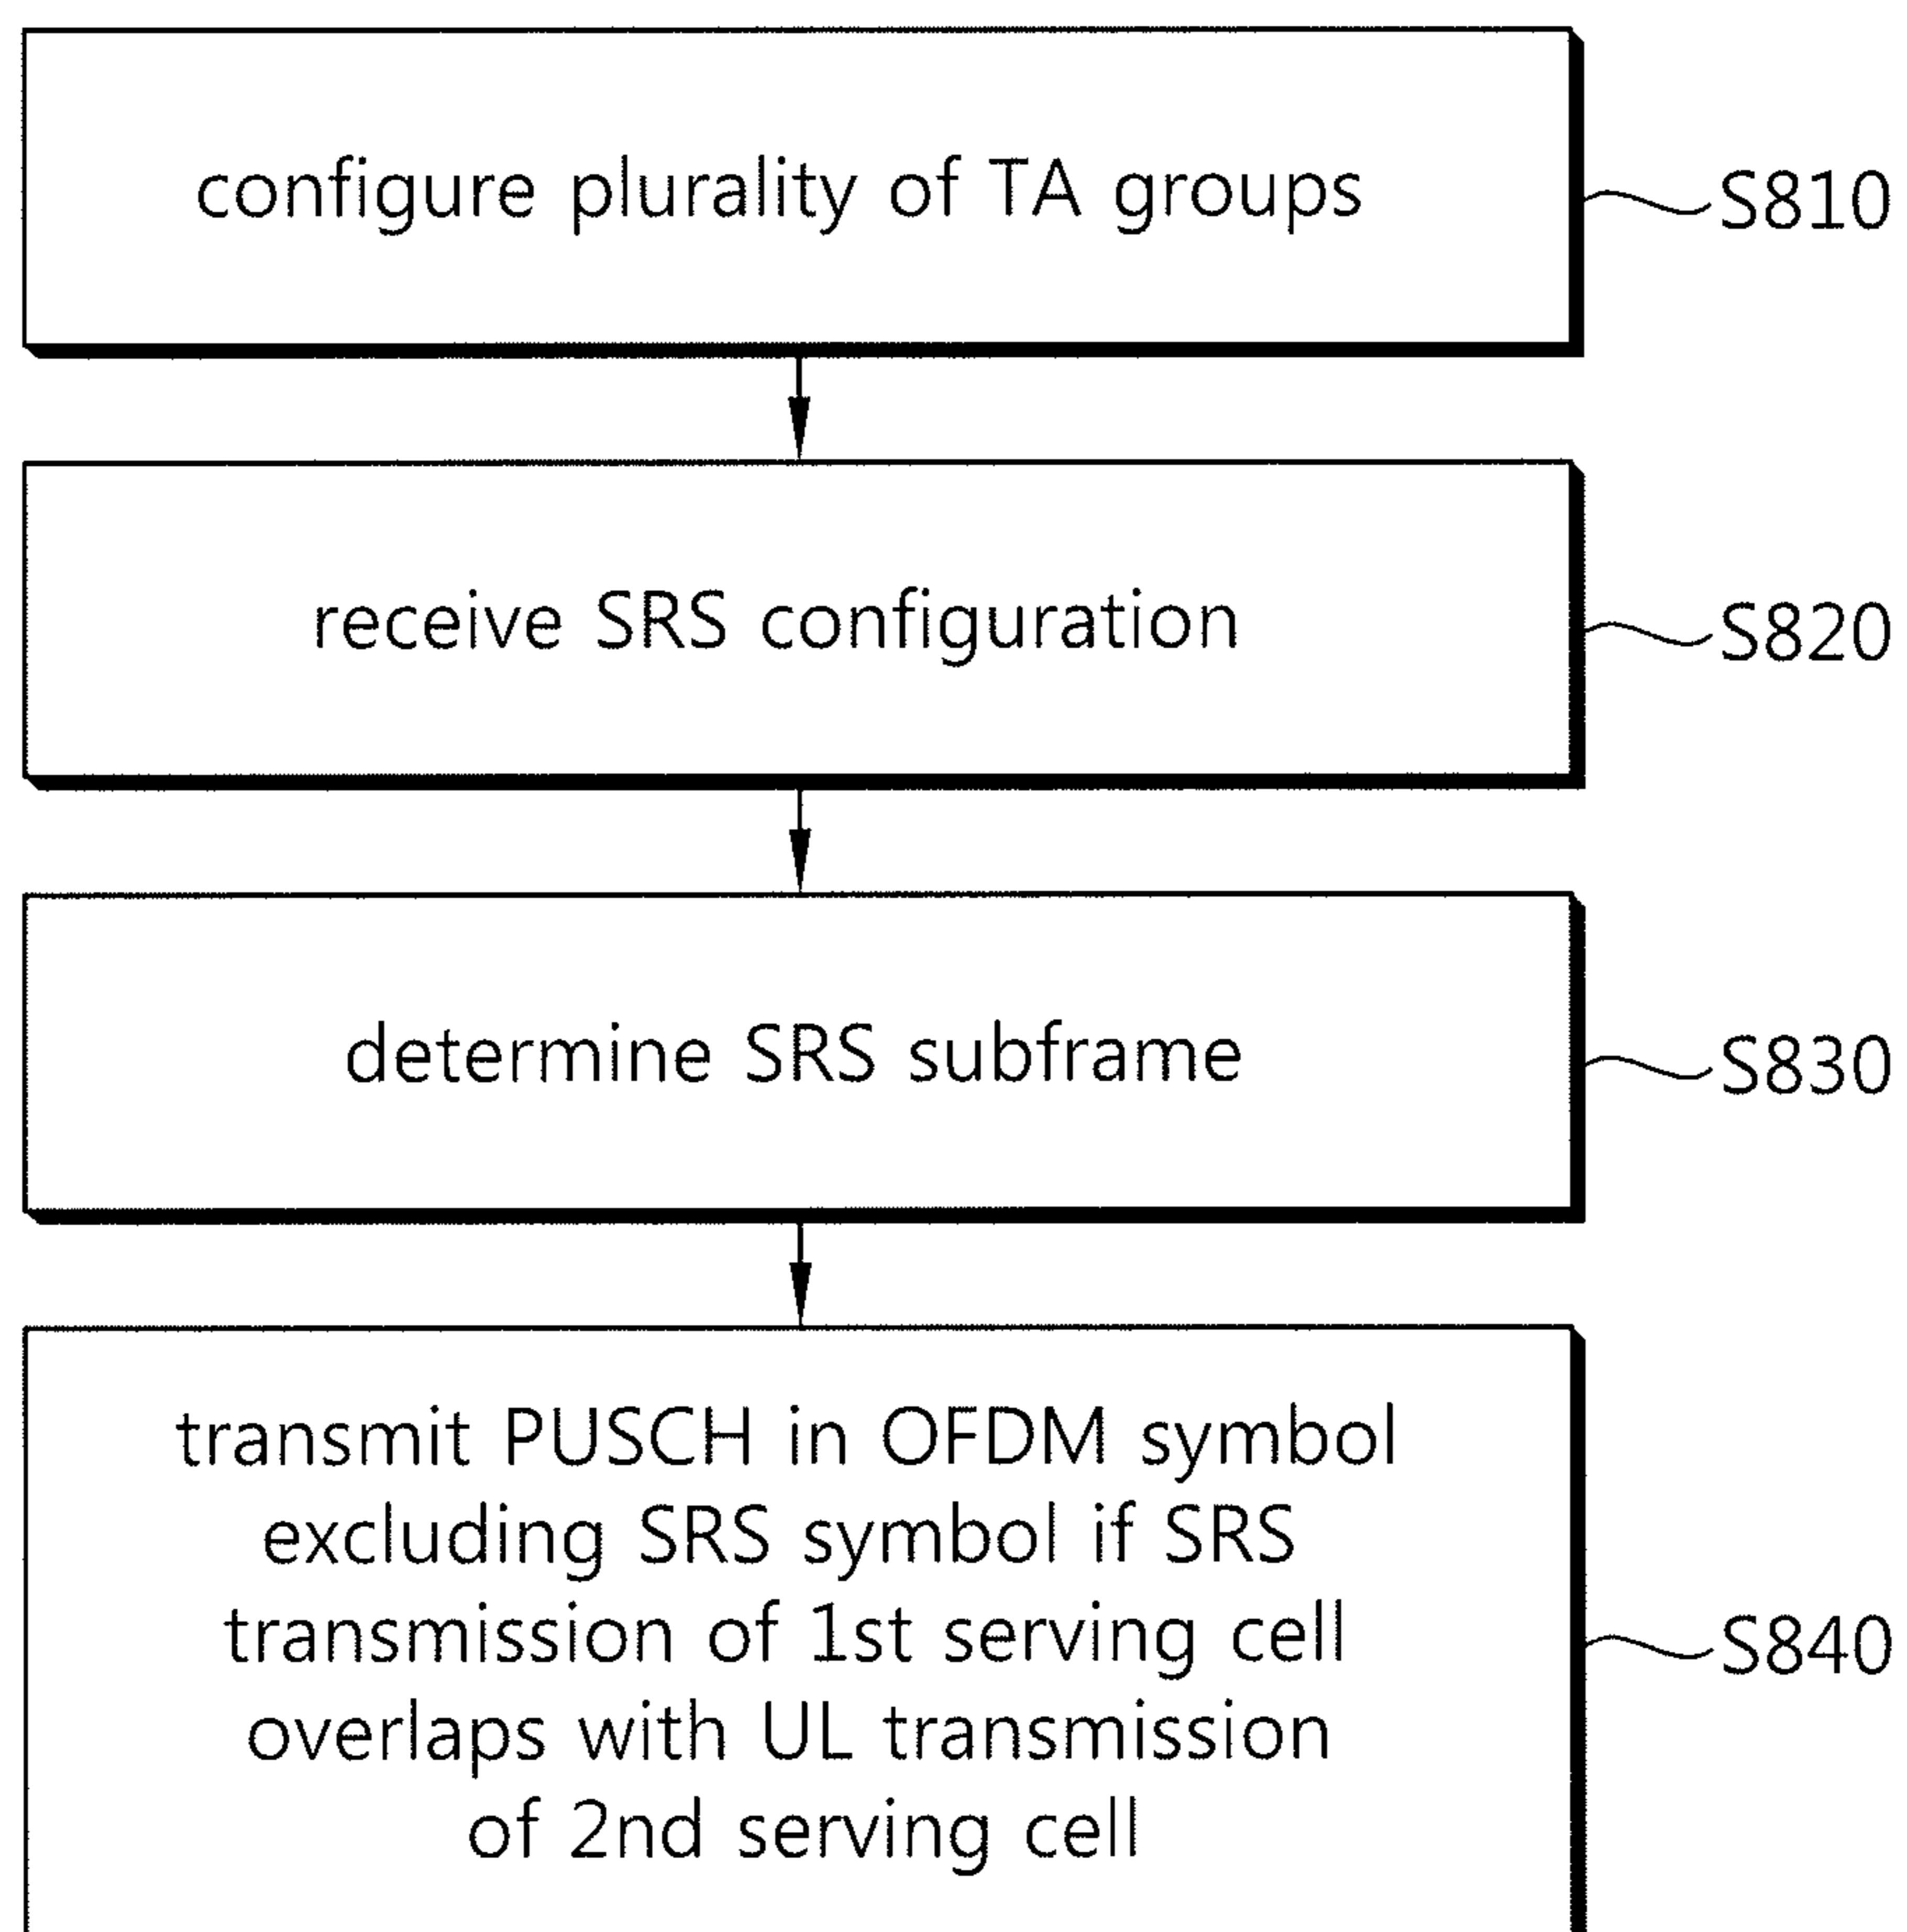 configure plurality of TA groups
S810
receive SRS configuration
S820
determine SRS subframe
S830
transmit PUSCH in OFDM symbol
excluding SRS symbol if SRS
transmission of 1st serving cell
overlaps with UL transmission
of 2nd serving cell
S840